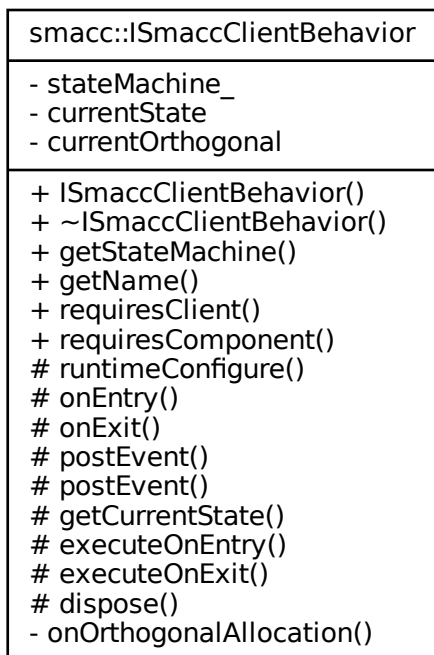 smacc::ISmaccClientBehavior
- stateMachine_
- currentState
- currentOrthogonal
+ ISmaccClientBehavior()
+ ~ISmaccClientBehavior()
+ getStateMachine()
+ getName()
+ requiresClient()
+ requiresComponent()
# runtimeConfigure()
# onEntry()
# onExit()
# postEvent()
# postEvent()
# getCurrentState()
# executeOnEntry()
# executeOnExit()
# dispose()
- onOrthogonalAllocation()